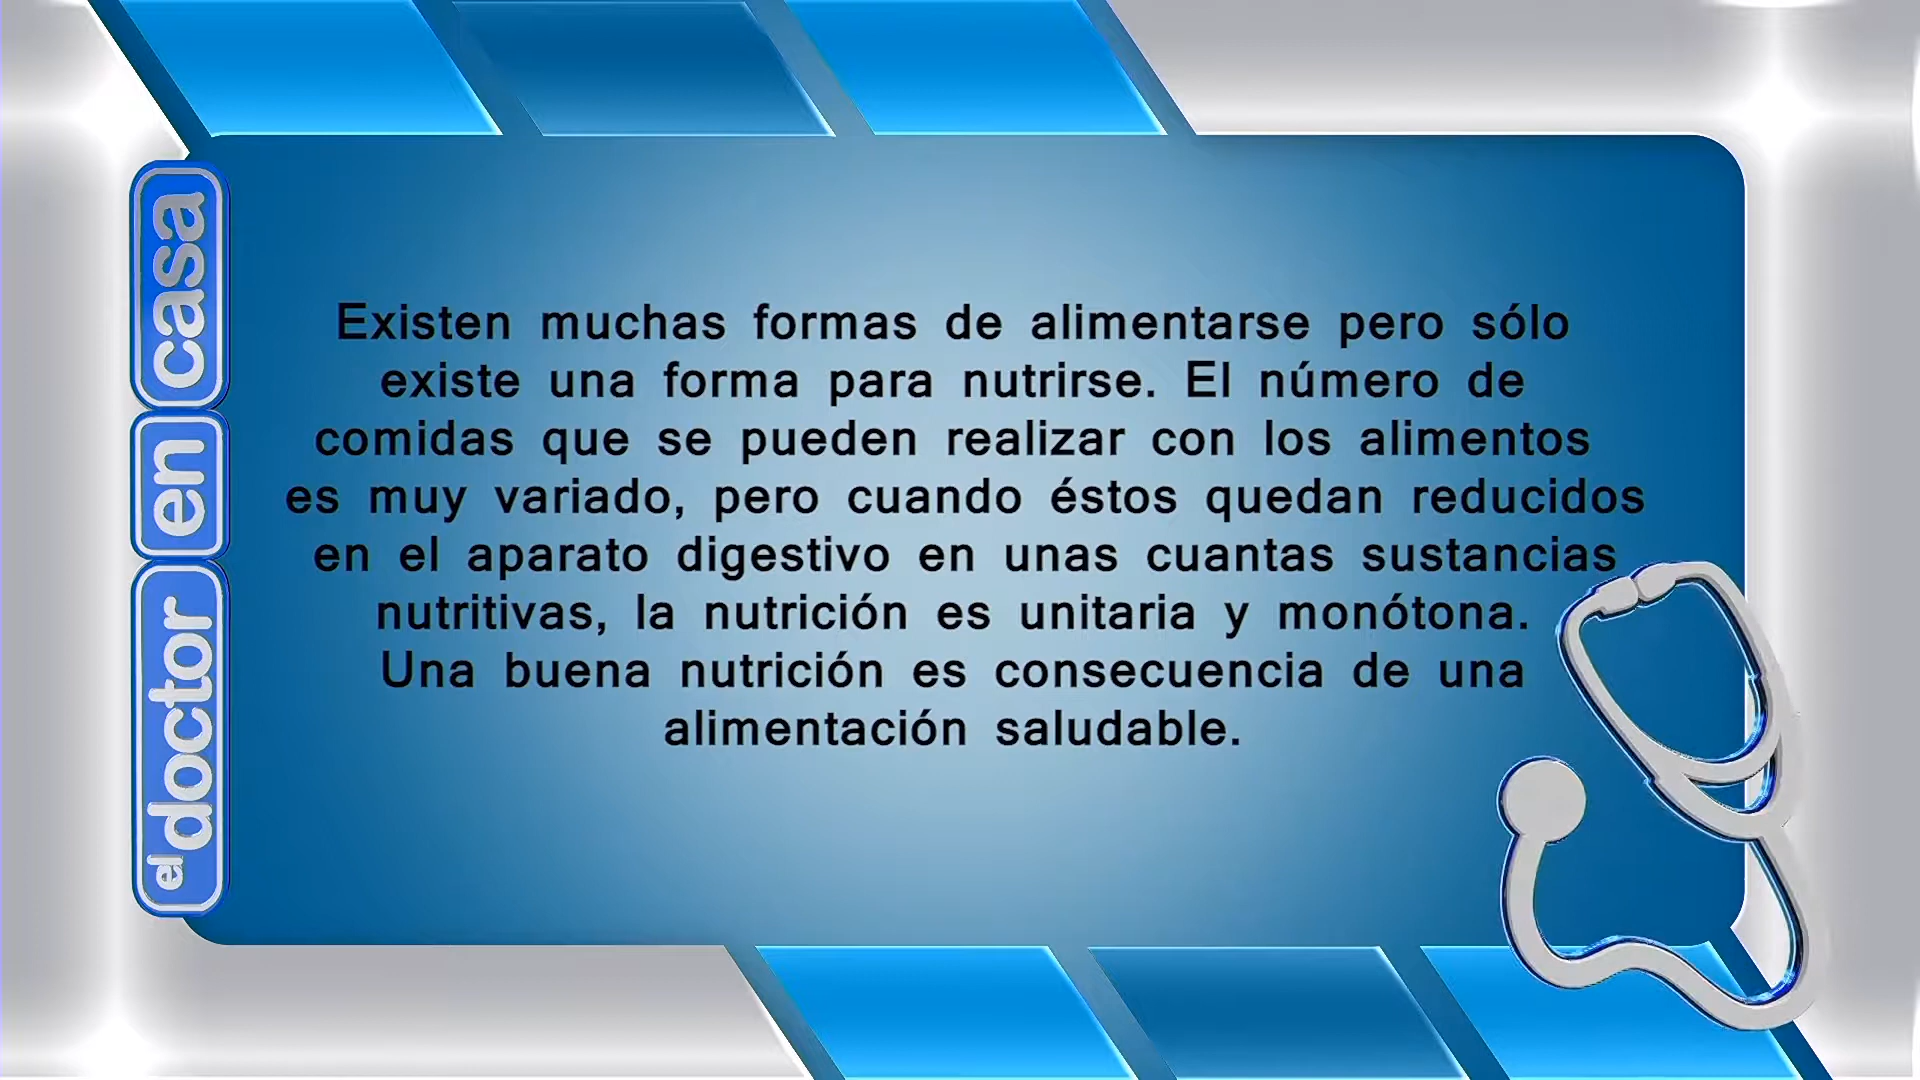 el doctor en casa
Existen muchas formas de alimentarse pero sólo
existe una forma para nutrirse. El número de
comidas que se pueden realizar con los alimentos
es muy variado, pero cuando éstos quedan reducidos
en el aparato digestivo en unas cuantas sustancias
nutritivas, la nutrición es unitaria y monótona.
Una buena nutrición es consecuencia de una
alimentación saludable.